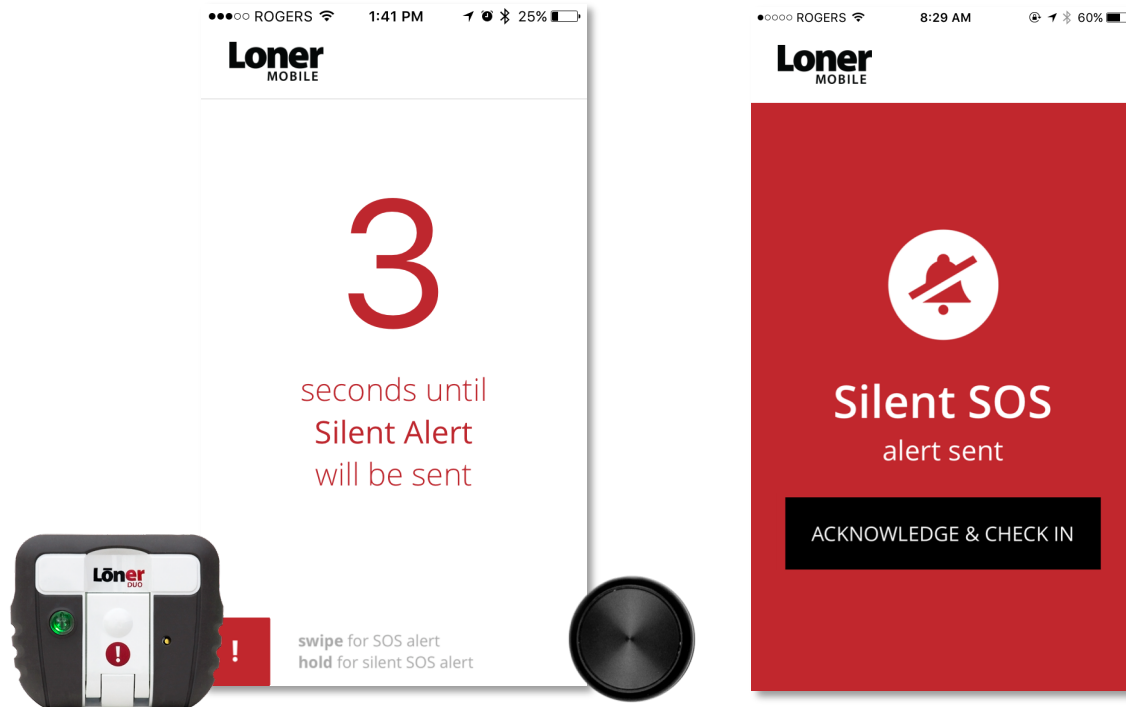 ROGERS 1:41 PM 25%
Loner
MOBILE
3
seconds until
Silent Alert
will be sent
!
swipe for SOS alert
hold for silent SOS alert
Lōner
DUO
!
ROGERS 8:29 AM 60%
Loner
MOBILE
Silent SOS
alert sent
ACKNOWLEDGE & CHECK IN